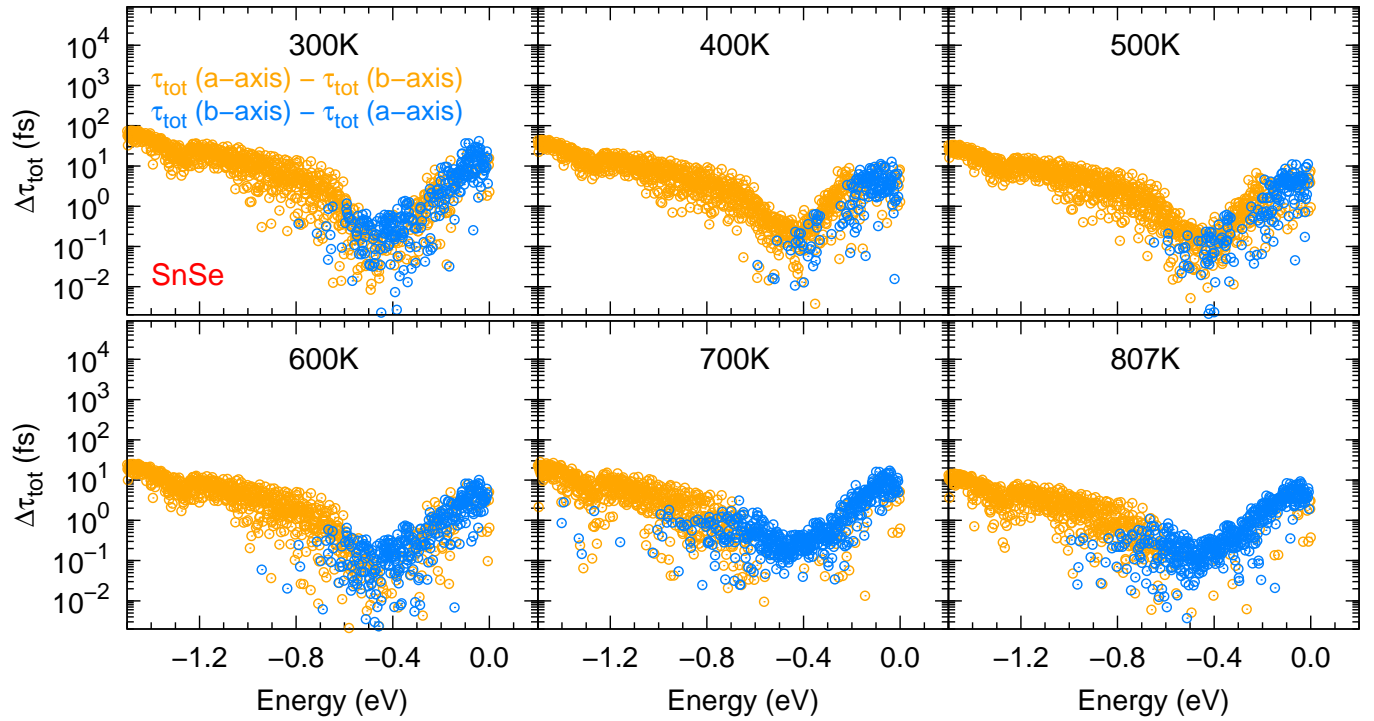 300K
400K
500K
τtot (a−axis) − τtot (b−axis)
τtot (b−axis) − τtot (a−axis)
SnSe
Δτtot (fs)
10^4
10^3
10^2
10^1
10^0
10^−1
10^−2
600K
700K
807K
Δτtot (fs)
10^4
10^3
10^2
10^1
10^0
10^−1
10^−2
−1.2 −0.8 −0.4 0.0
−1.2 −0.8 −0.4 0.0
−1.2 −0.8 −0.4 0.0
Energy (eV)
Energy (eV)
Energy (eV)